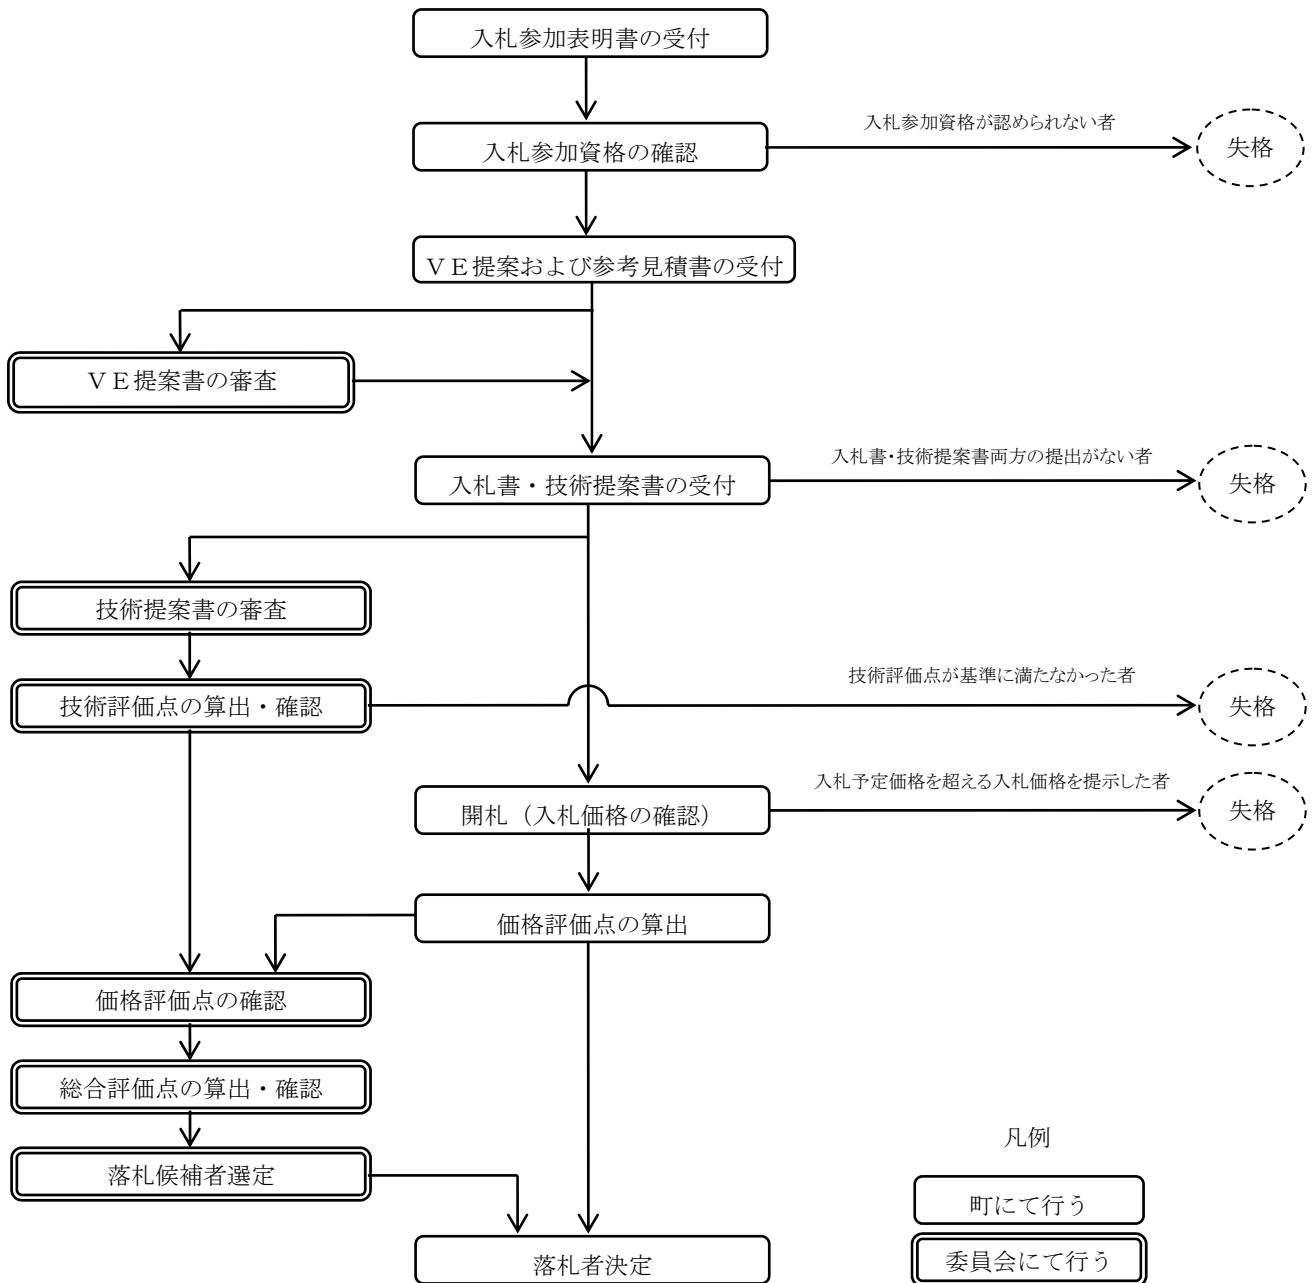 入札参加表明書の受付
入札参加資格の確認
入札参加資格が認められない者
失格
ＶＥ提案および参考見積書の受付
ＶＥ提案書の審査
入札書・技術提案書の受付
入札書・技術提案書両方の提出がない者
失格
技術提案書の審査
技術評価点の算出・確認
技術評価点が基準に満たなかった者
失格
開札（入札価格の確認）
入札予定価格を超える入札価格を提示した者
失格
価格評価点の算出
価格評価点の確認
総合評価点の算出・確認
落札候補者選定
落札者決定
凡例
町にて行う
委員会にて行う